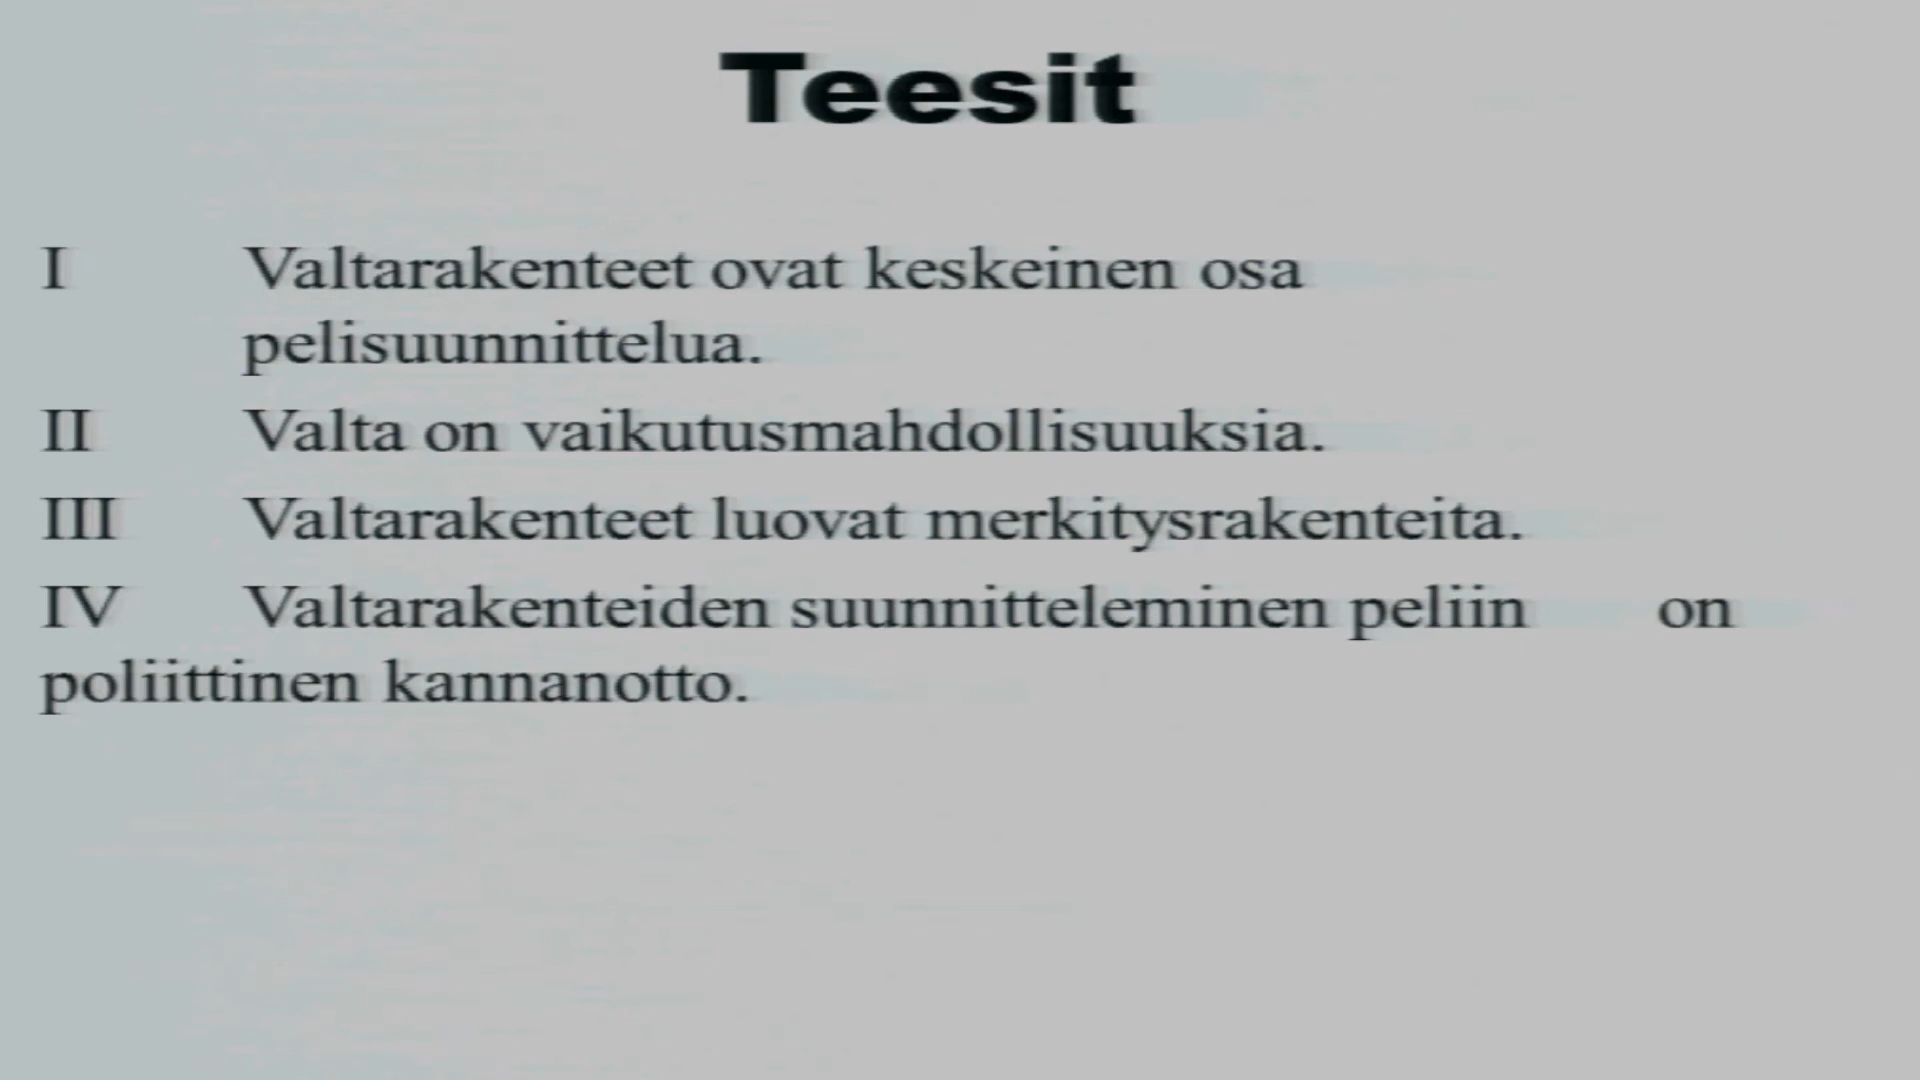 Teesit
I Valtarakenteet ovat keskeinen osa
pelisuunnittelua.
II Valta on vaikutusmahdollisuuksia.
III Valtarakenteet luovat merkitysrakenteita.
IV Valtarakenteiden suunnitteleminen peliin on
poliittinen kannanotto.